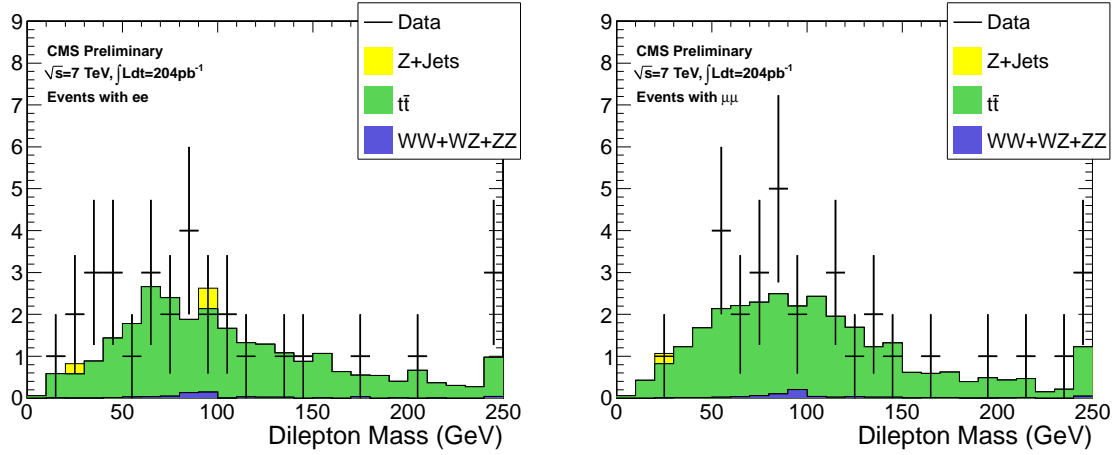 9
8
7
6
5
4
3
2
1
0
0 50 100 150 200 250
Dilepton Mass (GeV)
CMS Preliminary
√s=7 TeV, ∫Ldt=204pb⁻¹
Events with ee
Data
Z+Jets
tt̄
WW+WZ+ZZ
9
8
7
6
5
4
3
2
1
0
0 50 100 150 200 250
Dilepton Mass (GeV)
CMS Preliminary
√s=7 TeV, ∫Ldt=204pb⁻¹
Events with μμ
Data
Z+Jets
tt̄
WW+WZ+ZZ